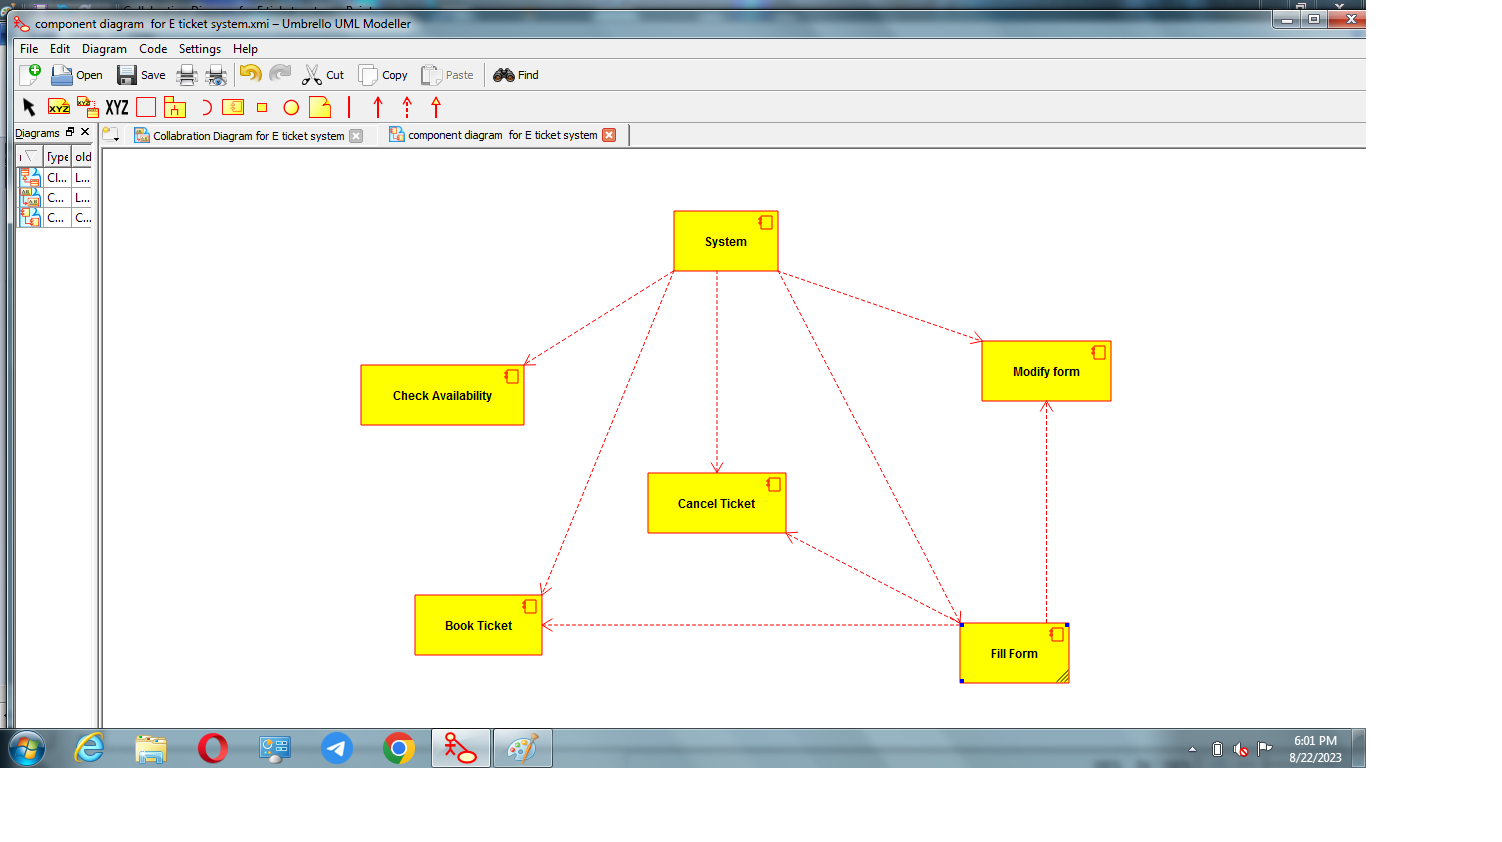 component diagram  for E ticket system.xmi – Umbrello UML Modeller
File Edit Diagram Code Settings Help
Open Save Cut Copy Paste Find
XYZ XYZ XYZ
Diagrams
Collabration Diagram for E ticket system
component diagram  for E ticket system
Type old
Cl... L...
C... L...
C... C...
System
Modify form
Check Availability
Cancel Ticket
Book Ticket
Fill Form
6:01 PM
8/22/2023